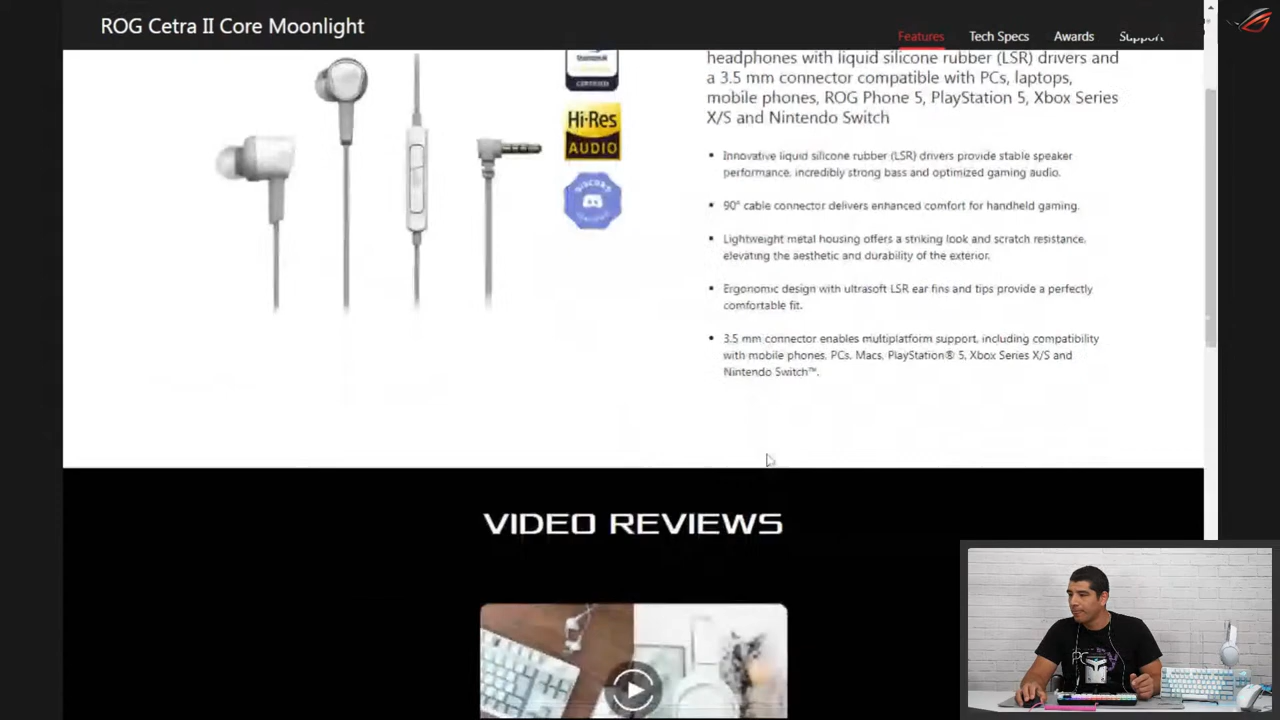 ROG Cetra II Core Moonlight
Features
Tech Specs
Awards
Support
headphones with liquid silicone rubber (LSR) drivers and
a 3.5 mm connector compatible with PCs, laptops,
mobile phones, ROG Phone 5, PlayStation 5, Xbox Series
X/S and Nintendo Switch
CERTIFIED
Hi-Res
AUDIO
DISCORD
• Innovative liquid silicone rubber (LSR) drivers provide stable speaker
performance, incredibly strong bass and optimized gaming audio.
• 90° cable connector delivers enhanced comfort for handheld gaming.
• Lightweight metal housing offers a striking look and scratch resistance,
elevating the aesthetic and durability of the exterior.
• Ergonomic design with ultrasoft LSR ear fins and tips provide a perfectly
comfortable fit.
• 3.5 mm connector enables multiplatform support, including compatibility
with mobile phones, PCs, Macs, PlayStation® 5, Xbox Series X/S and
Nintendo Switch™.
VIDEO REVIEWS